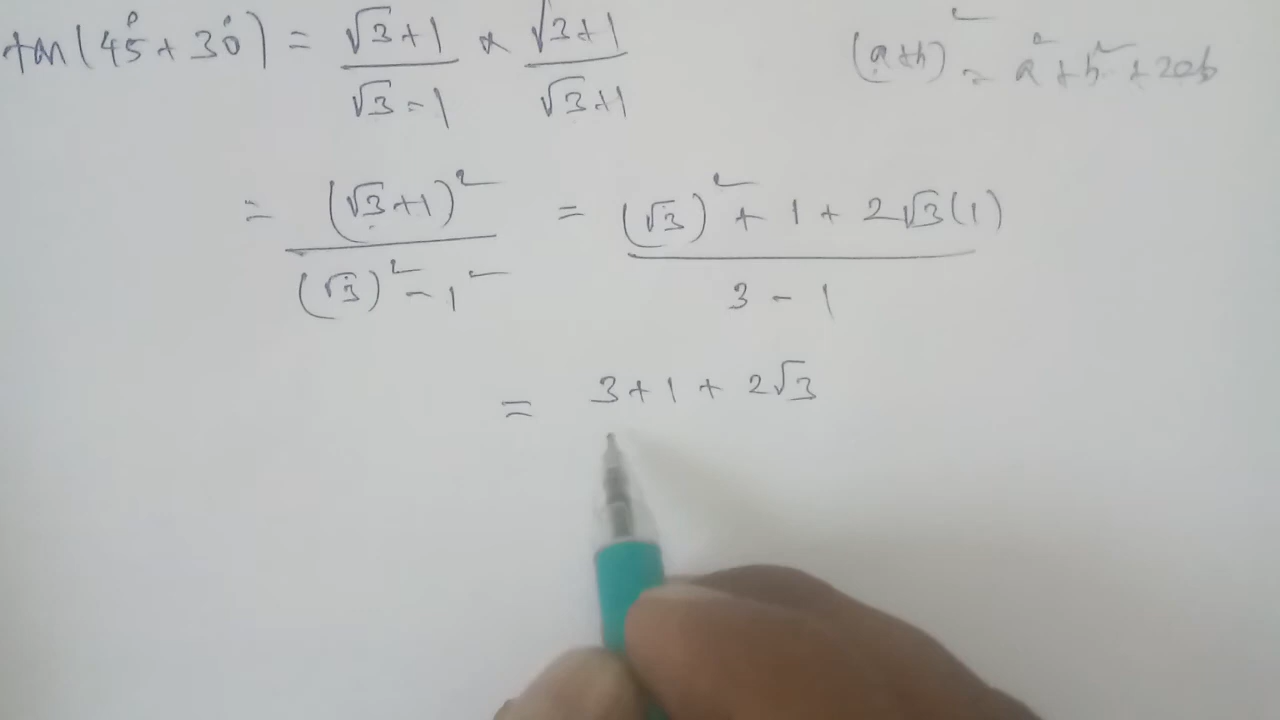 tan(45° + 30°) = √3+1 / √3-1 × √3+1 / √3+1
(a+b)² = a² + b² + 2ab
= (√3+1)² / (√3)² - 1² = (√3)² + 1 + 2√3(1) / 3 - 1
= 3+1 + 2√3